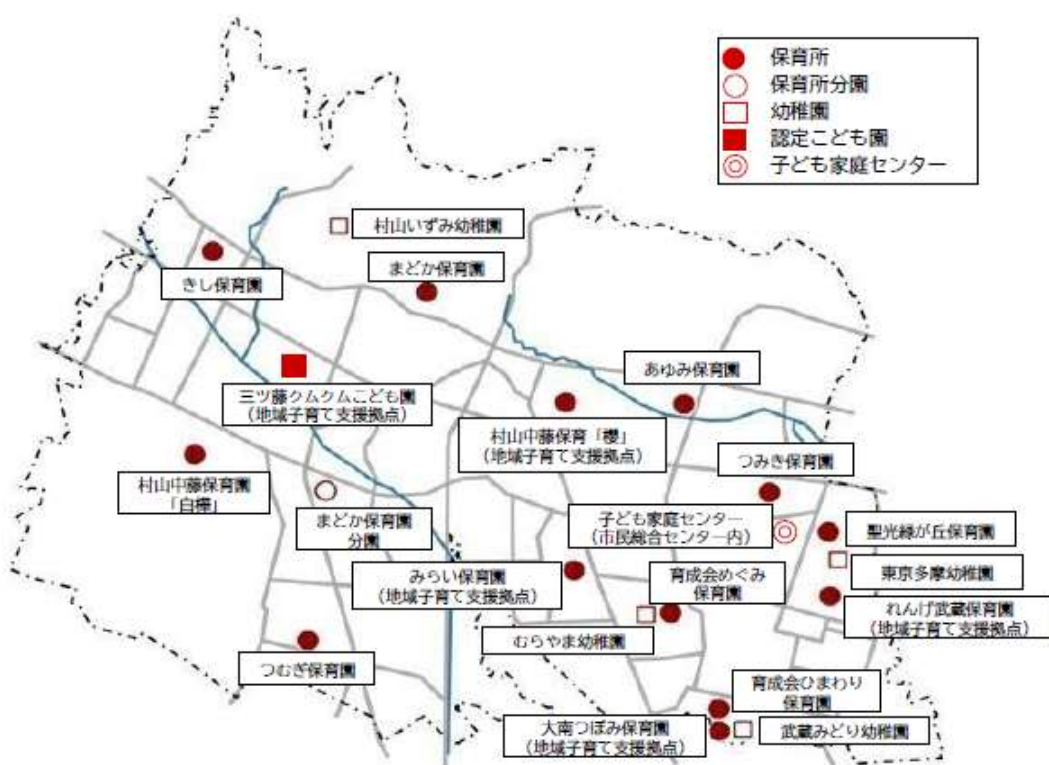 保育所
保育所分園
幼稚園
認定こども園
子ども家庭センター
村山いずみ幼稚園
まどか保育園
きし保育園
あゆみ保育園
三ツ藤クムクムこども園
(地域子育て支援拠点)
村山中藤保育「櫻」
(地域子育て支援拠点)
つみき保育園
村山中藤保育園
「白樺」
まどか保育園
分園
子ども家庭センター
(市民総合センター内)
聖光緑が丘保育園
みらい保育園
(地域子育て支援拠点)
育成会めぐみ
保育園
東京多摩幼稚園
れんげ武蔵保育園
(地域子育て支援拠点)
むらやま幼稚園
つむぎ保育園
育成会ひまわり
保育園
大南つぼみ保育園
(地域子育て支援拠点)
武蔵みどり幼稚園